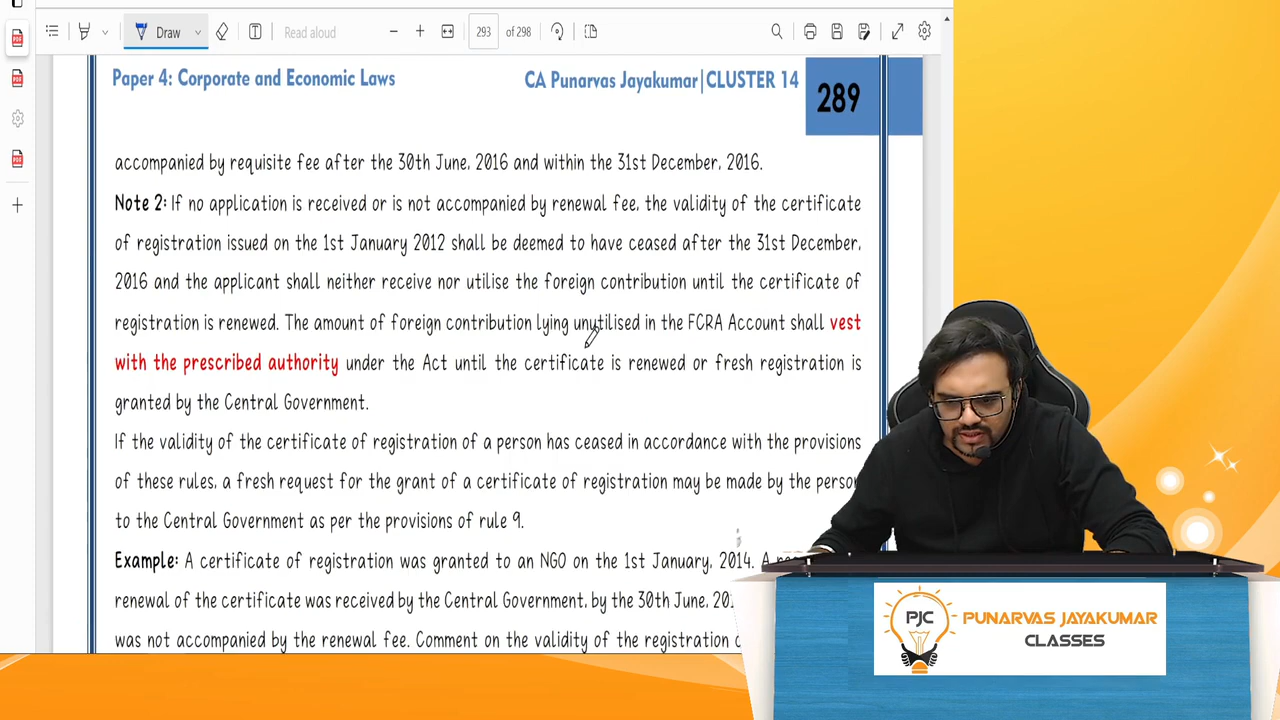 Draw
Read aloud
293 of 298
Paper 4: Corporate and Economic Laws
CA Punarvas Jayakumar|CLUSTER 14
289
accompanied by requisite fee after the 30th June, 2016 and within the 31st December, 2016.
Note 2: If no application is received or is not accompanied by renewal fee, the validity of the certificate
of registration issued on the 1st January 2012 shall be deemed to have ceased after the 31st December,
2016 and the applicant shall neither receive nor utilise the foreign contribution until the certificate of
registration is renewed. The amount of foreign contribution lying unutilised in the FCRA Account shall vest
with the prescribed authority under the Act until the certificate is renewed or fresh registration is
granted by the Central Government.
If the validity of the certificate of registration of a person has ceased in accordance with the provisions
of these rules, a fresh request for the grant of a certificate of registration may be made by the person
to the Central Government as per the provisions of rule 9.
Example: A certificate of registration was granted to an NGO on the 1st January, 2014. A
renewal of the certificate was received by the Central Government, by the 30th June,
was not accompanied by the renewal fee. Comment on the validity of the registration
PJC
PUNARVAS JAYAKUMAR
CLASSES